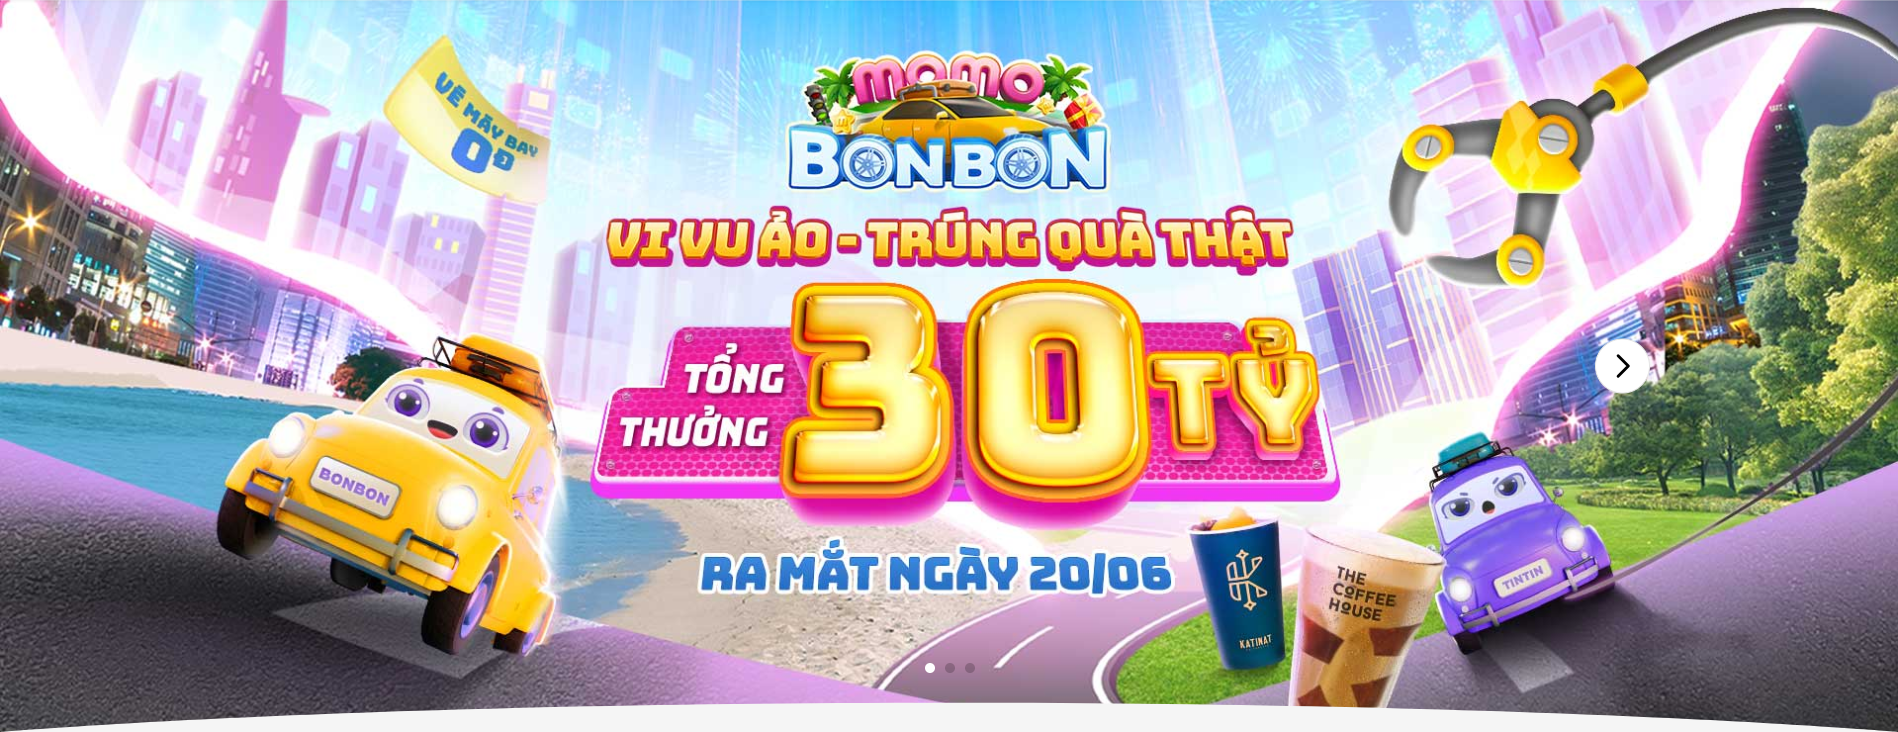 momo
BONBON
VÉ MÁY BAY
0Đ
VI VU ẢO - TRÚNG QUÀ THẬT
TỔNG
THƯỞNG
30 TỶ
BONBON
TINTIN
RA MẮT NGÀY 20/06
KATINAT
THE
COFFEE
HOUSE